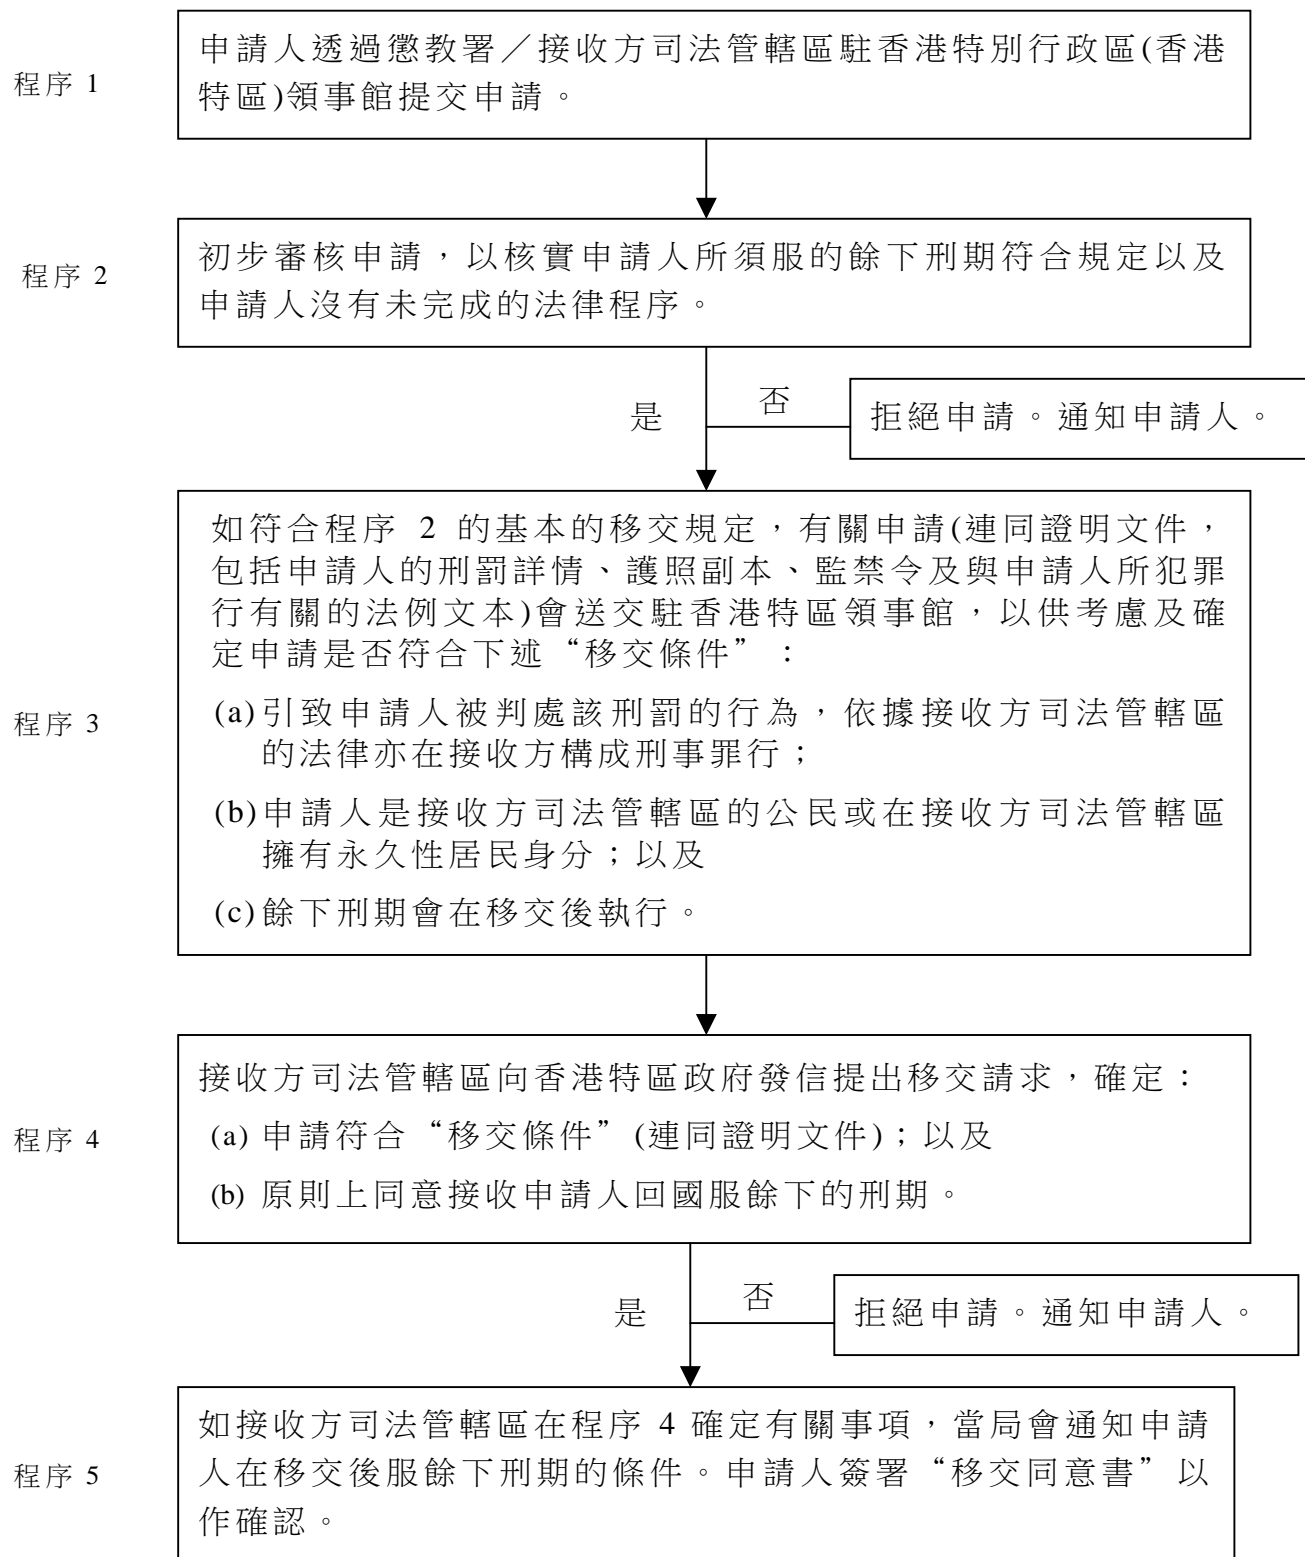 程序 1
申請人透過懲教署／接收方司法管轄區駐香港特別行政區(香港
特區)領事館提交申請。
程序 2
初步審核申請，以核實申請人所須服的餘下刑期符合規定以及
申請人沒有未完成的法律程序。
是
否
拒絕申請。通知申請人。
程序 3
如符合程序 2 的基本的移交規定，有關申請(連同證明文件，
包括申請人的刑罰詳情、護照副本、監禁令及與申請人所犯罪
行有關的法例文本)會送交駐香港特區領事館，以供考慮及確
定申請是否符合下述“移交條件”：
(a)引致申請人被判處該刑罰的行為，依據接收方司法管轄區
的法律亦在接收方構成刑事罪行；
(b)申請人是接收方司法管轄區的公民或在接收方司法管轄區
擁有永久性居民身分；以及
(c)餘下刑期會在移交後執行。
程序 4
接收方司法管轄區向香港特區政府發信提出移交請求，確定：
(a) 申請符合“移交條件”(連同證明文件)；以及
(b) 原則上同意接收申請人回國服餘下的刑期。
是
否
拒絕申請。通知申請人。
程序 5
如接收方司法管轄區在程序 4 確定有關事項，當局會通知申請
人在移交後服餘下刑期的條件。申請人簽署“移交同意書”以
作確認。